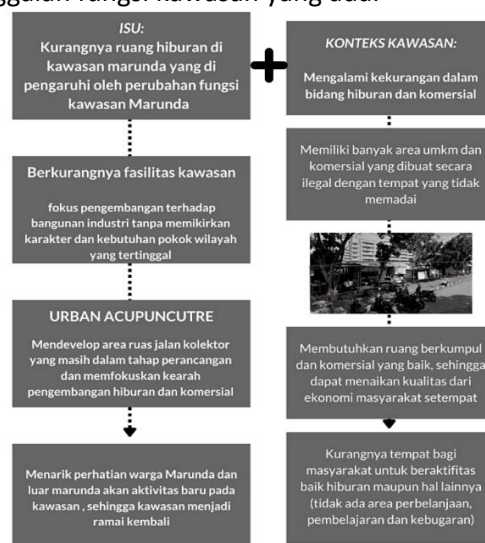 ggalan fungsi kawasan yang ada.
ISU:
Kurangnya ruang hiburan di
kawasan marunda yang di
pengaruhi oleh perubahan fungsi
kawasan Marunda
Berkurangnya fasilitas kawasan
fokus pengembangan terhadap
bangunan industri tanpa memikirkan
karakter dan kebutuhan pokok wilayah
yang tertinggal
URBAN ACUPUNCUTRE
Mendevelop area ruas jalan kolektor
yang masih dalam tahap perancangan
dan memfokuskan kearah
pengembangan hiburan dan komersial
Menarik perhatian warga Marunda dan
luar marunda akan aktivitas baru pada
kawasan , sehingga kawasan menjadi
ramai kembali
+
KONTEKS KAWASAN:
Mengalami kekurangan dalam
bidang hiburan dan komersial
Memiliki banyak area umkm dan
komersial yang dibuat secara
ilegal dengan tempat yang tidak
memadai
Membutuhkan ruang berkumpul
dan komersial yang baik, sehingga
dapat menaikan kualitas dari
ekonomi masyarakat setempat
Kurangnya tempat bagi
masyarakat untuk beraktifitas
baik hiburan maupun hal lainnya
(tidak ada area perbelanjaan,
pembelajaran dan kebugaran)